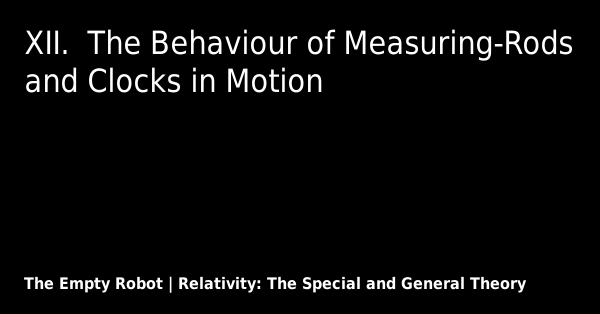 XII.  The Behaviour of Measuring-Rods
and Clocks in Motion
The Empty Robot | Relativity: The Special and General Theory